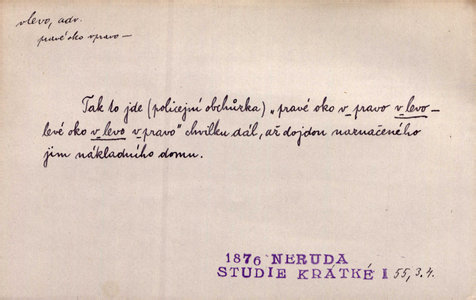 vlevo, adv.
pravé oko vpravo —
Tak to jde (policejní obchůzka) „pravé oko v pravo v levo –
levé oko v levo v pravo" chvilku dál, až dojdou naznačeného
jim nákladního domu.
1876 NERUDA
STUDIE KRÁTKÉ I 55, 3.4.